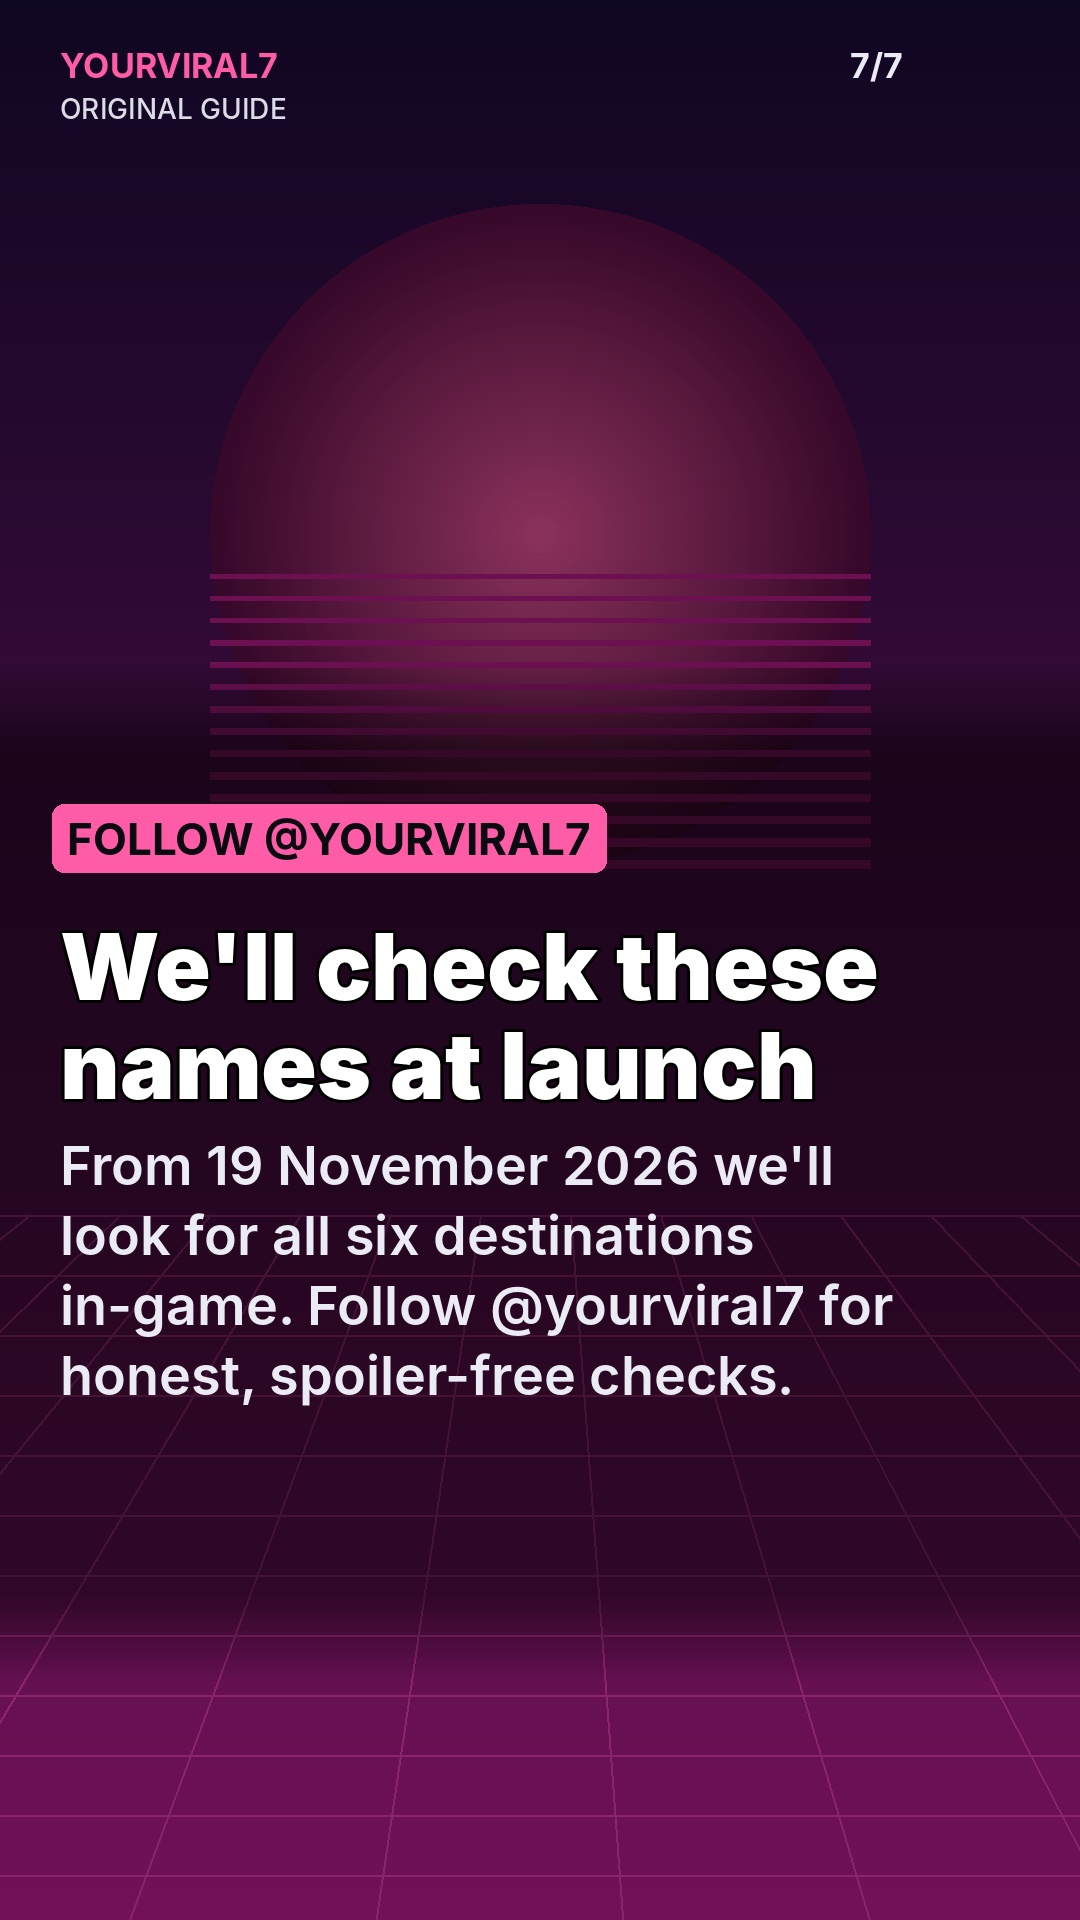 YOURVIRAL7
7/7
ORIGINAL GUIDE
FOLLOW @YOURVIRAL7
We'll check these
names at launch
From 19 November 2026 we'll
look for all six destinations
in-game. Follow @yourviral7 for
honest, spoiler-free checks.